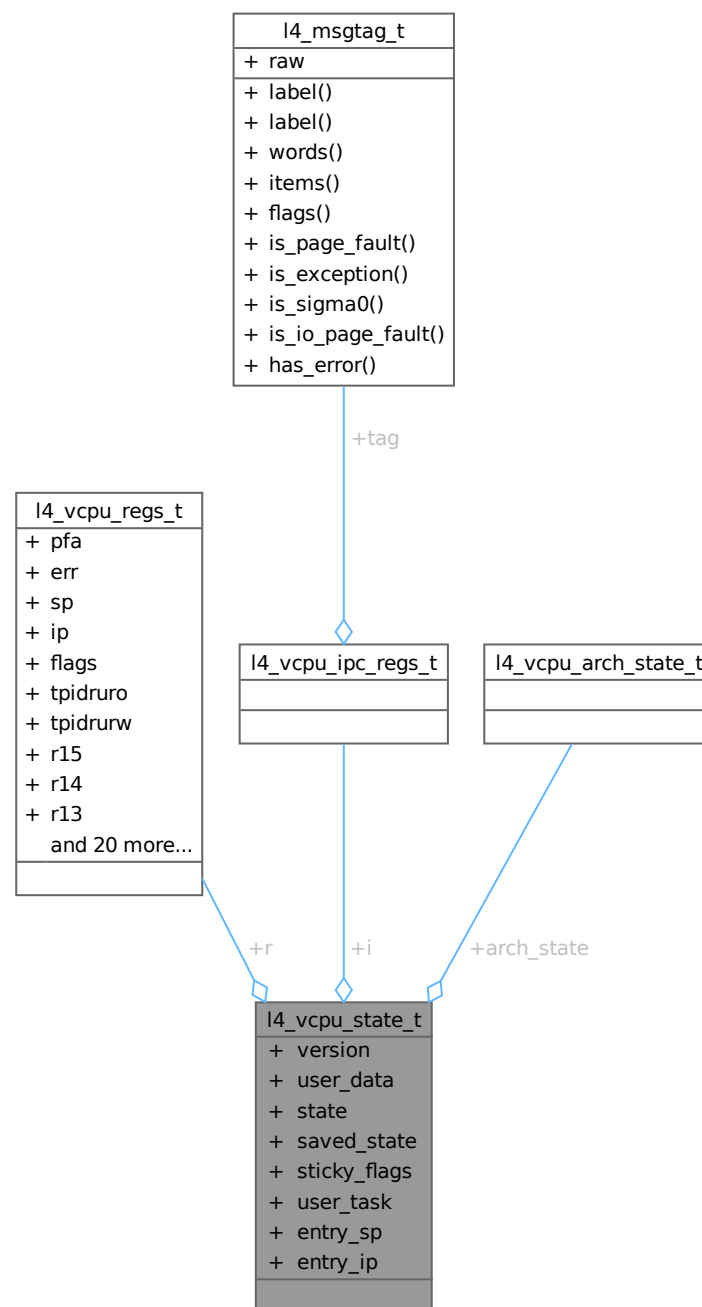 l4_msgtag_t
+ raw
+ label()
+ label()
+ words()
+ items()
+ flags()
+ is_page_fault()
+ is_exception()
+ is_sigma0()
+ is_io_page_fault()
+ has_error()
+tag
l4_vcpu_regs_t
+ pfa
+ err
+ sp
+ ip
+ flags
+ tpidruro
+ tpidrurw
+ r15
+ r14
+ r13
and 20 more...
l4_vcpu_ipc_regs_t
l4_vcpu_arch_state_t
+r
+i
+arch_state
l4_vcpu_state_t
+ version
+ user_data
+ state
+ saved_state
+ sticky_flags
+ user_task
+ entry_sp
+ entry_ip